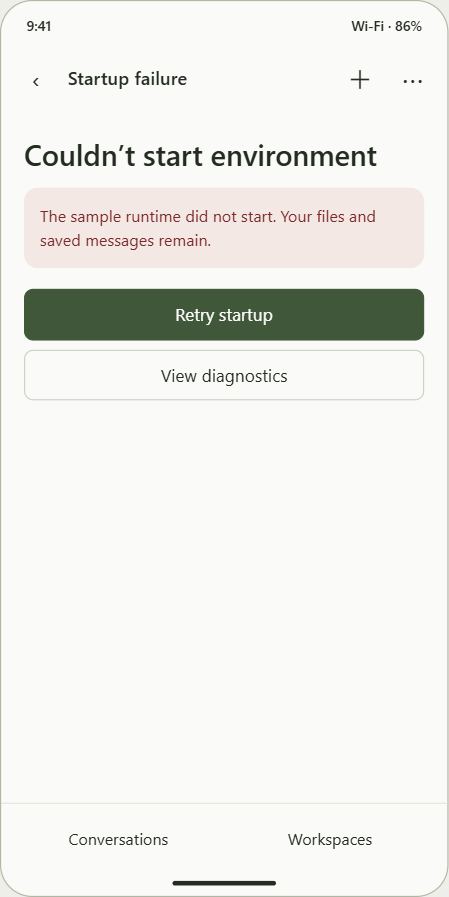 9:41
Wi-Fi · 86%
‹ Startup failure + ...
Couldn’t start environment
The sample runtime did not start. Your files and
saved messages remain.
Retry startup
View diagnostics
Conversations
Workspaces